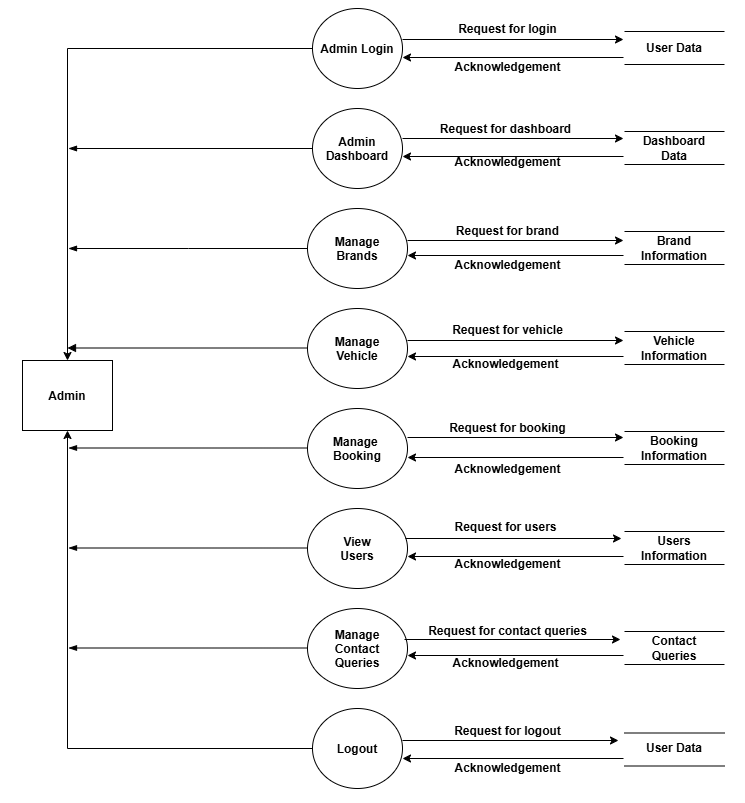 Request for login
Admin Login
User Data
Acknowledgement
Request for dashboard
Admin
Dashboard
Dashboard
Data
Acknowledgement
Request for brand
Manage
Brands
Brand
Information
Acknowledgement
Request for vehicle
Manage
Vehicle
Vehicle
Information
Acknowledgement
Admin
Request for booking
Manage
Booking
Booking
Information
Acknowledgement
Request for users
View
Users
Users
Information
Acknowledgement
Request for contact queries
Manage
Contact
Queries
Contact
Queries
Acknowledgement
Request for logout
Logout
User Data
Acknowledgement